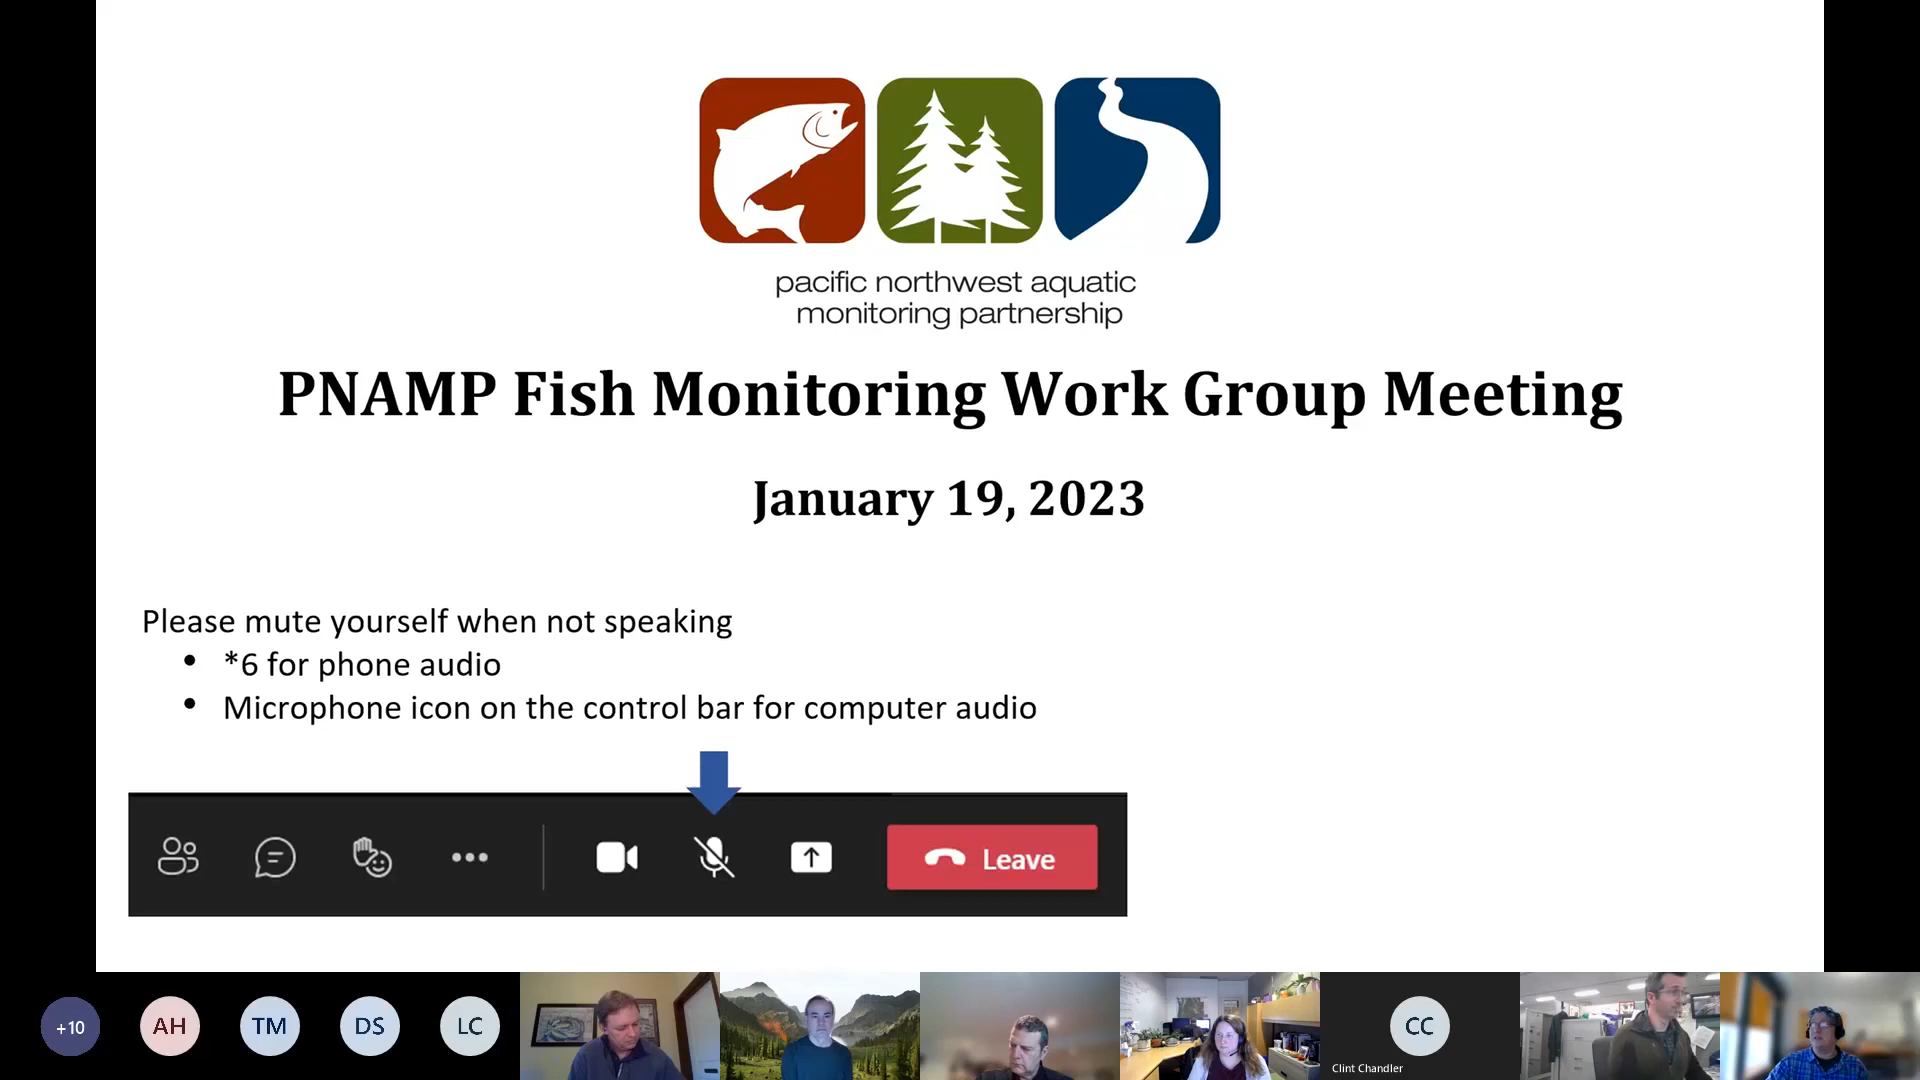 pacific northwest aquatic
monitoring partnership
PNAMP Fish Monitoring Work Group Meeting
January 19, 2023
Please mute yourself when not speaking
• *6 for phone audio
• Microphone icon on the control bar for computer audio
Leave
+10
AH
TM
DS
LC
CC
Clint Chandler